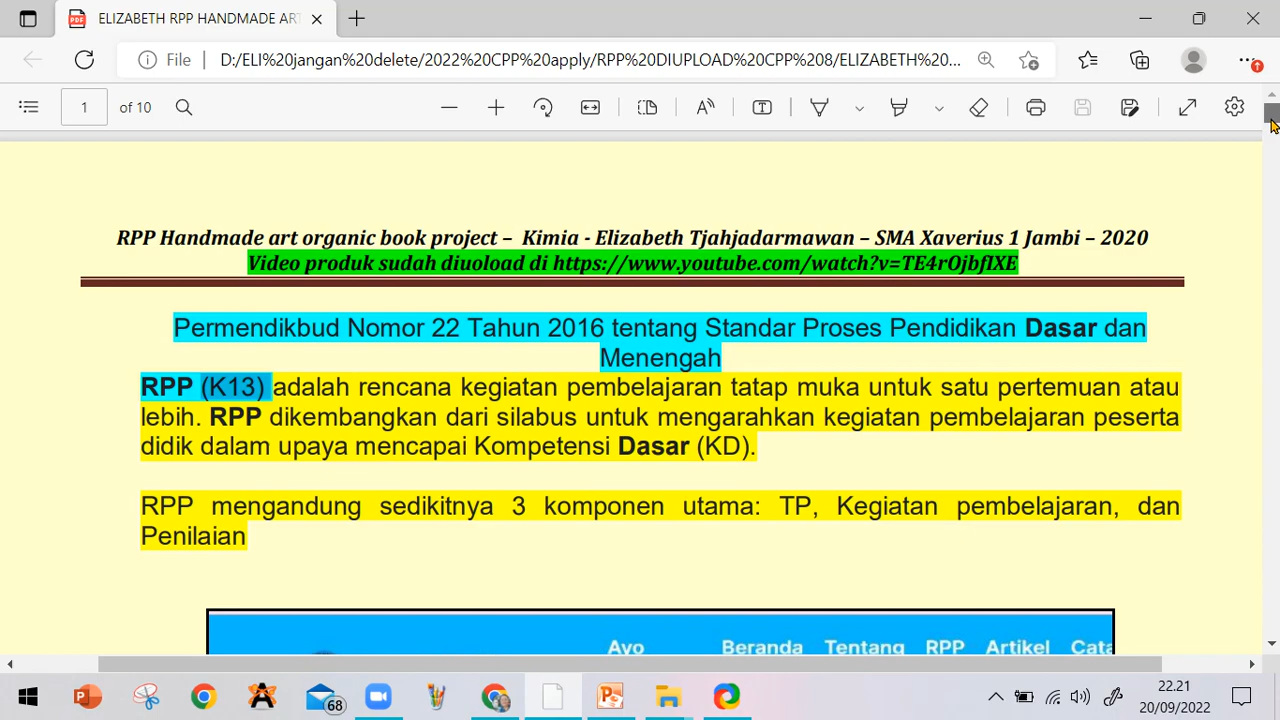 ELIZABETH RPP HANDMADE ART
File D:/ELI%20jangan%20delete/2022%20CPP%20apply/RPP%20DIUPLOAD%20CPP%208/ELIZABETH%20...
1 of 10
RPP Handmade art organic book project – Kimia - Elizabeth Tjahjadarmawan – SMA Xaverius 1 Jambi – 2020
Video produk sudah diuoload di https://www.youtube.com/watch?v=TE4rOjbfIXE
Permendikbud Nomor 22 Tahun 2016 tentang Standar Proses Pendidikan Dasar dan
Menengah
RPP (K13) adalah rencana kegiatan pembelajaran tatap muka untuk satu pertemuan atau
lebih. RPP dikembangkan dari silabus untuk mengarahkan kegiatan pembelajaran peserta
didik dalam upaya mencapai Kompetensi Dasar (KD).
RPP mengandung sedikitnya 3 komponen utama: TP, Kegiatan pembelajaran, dan
Penilaian
Ayo Beranda Tentang RPP Artikel Cata
68
22.21
20/09/2022